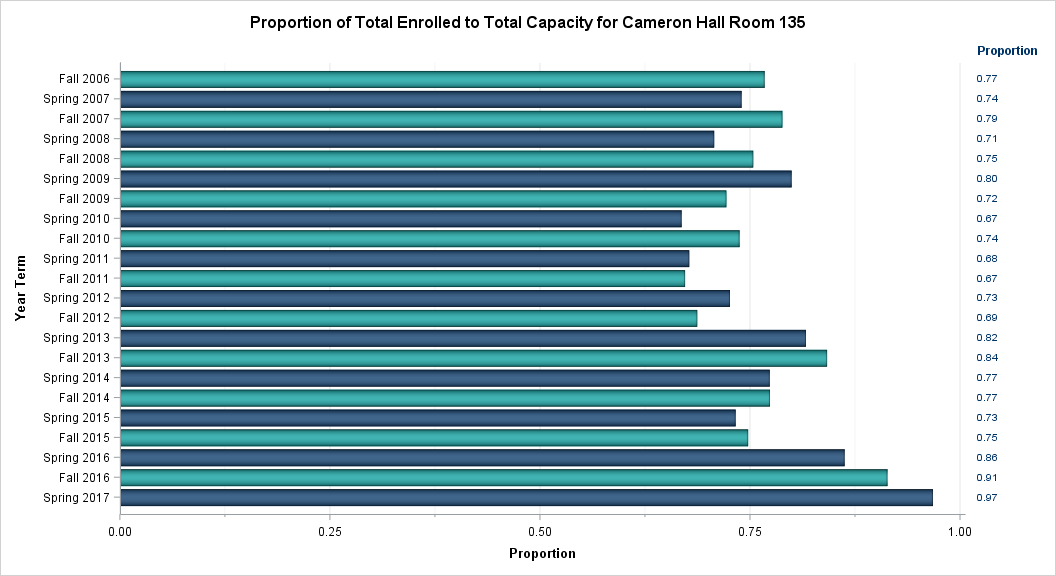 Proportion of Total Enrolled to Total Capacity for Cameron Hall Room 135
Proportion
Fall 2006 0.77
Spring 2007 0.74
Fall 2007 0.79
Spring 2008 0.71
Fall 2008 0.75
Spring 2009 0.80
Fall 2009 0.72
Spring 2010 0.67
Fall 2010 0.74
Spring 2011 0.68
Fall 2011 0.67
Spring 2012 0.73
Fall 2012 0.69
Spring 2013 0.82
Fall 2013 0.84
Spring 2014 0.77
Fall 2014 0.77
Spring 2015 0.73
Fall 2015 0.75
Spring 2016 0.86
Fall 2016 0.91
Spring 2017 0.97
Year Term
0.00 0.25 0.50 0.75 1.00
Proportion